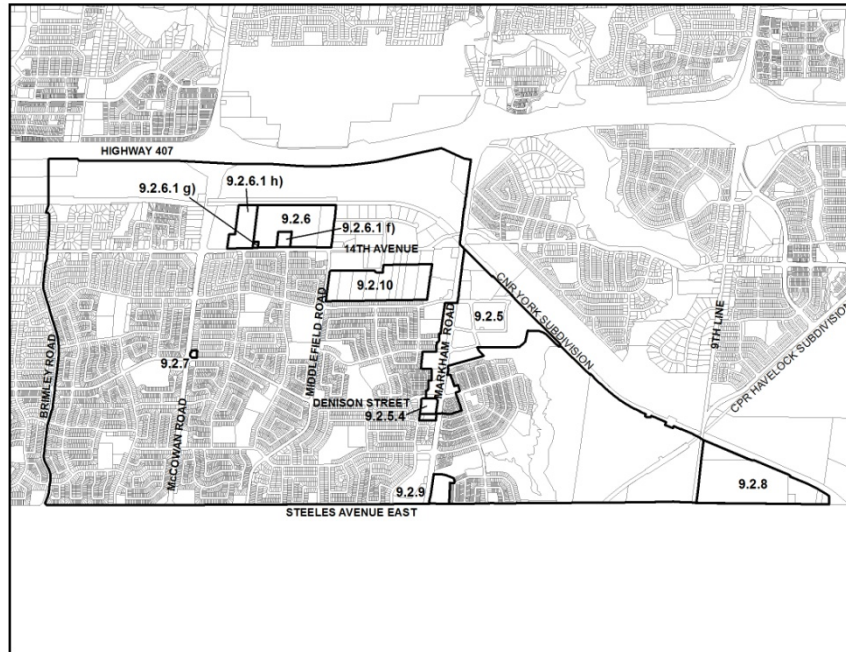 HIGHWAY 407
9.2.6.1 h)
9.2.6.1 g)
9.2.6
9.2.6.1 f)
14TH AVENUE
9.2.10
CNR YORK SUBDIVISION
9.2.5
9TH LINE
MIDDLEFIELD ROAD
MARKHAM ROAD
CPR HAVELOCK SUBDIVISION
BRIMLEY ROAD
9.2.7
McCOWAN ROAD
DENISON STREET
9.2.5.4
9.2.9
9.2.8
STEELES AVENUE EAST